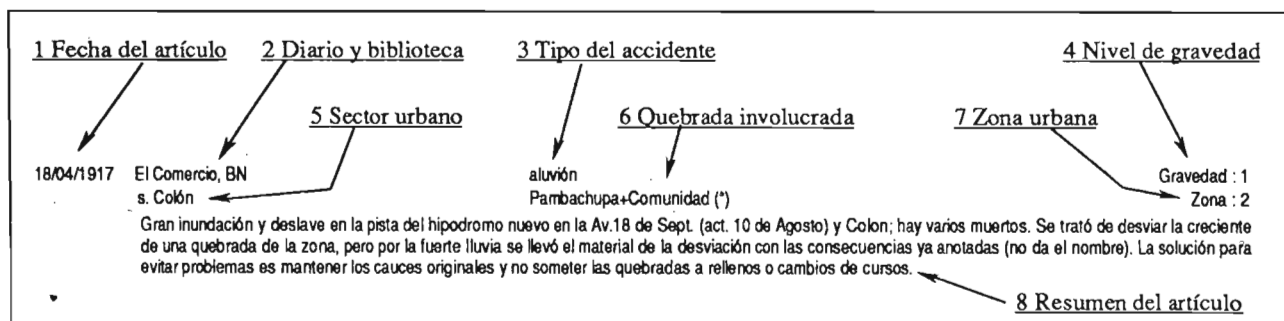 1 Fecha del artículo 2 Diario y biblioteca 3 Tipo del accidente 4 Nivel de gravedad
5 Sector urbano 6 Quebrada involucrada 7 Zona urbana
18/04/1917 El Comercio, BN aluvión Gravedad : 1
s. Colón Pambachupa+Comunidad (*) Zona : 2
Gran inundación y deslave en la pista del hipodromo nuevo en la Av.18 de Sept. (act. 10 de Agosto) y Colon; hay varios muertos. Se trató de desviar la creciente
de una quebrada de la zona, pero por la fuerte lluvia se llevó el material de la desviación con las consecuencias ya anotadas (no da el nombre). La solución para
evitar problemas es mantener los cauces originales y no someter las quebradas a rellenos o cambios de cursos.
8 Resumen del artículo